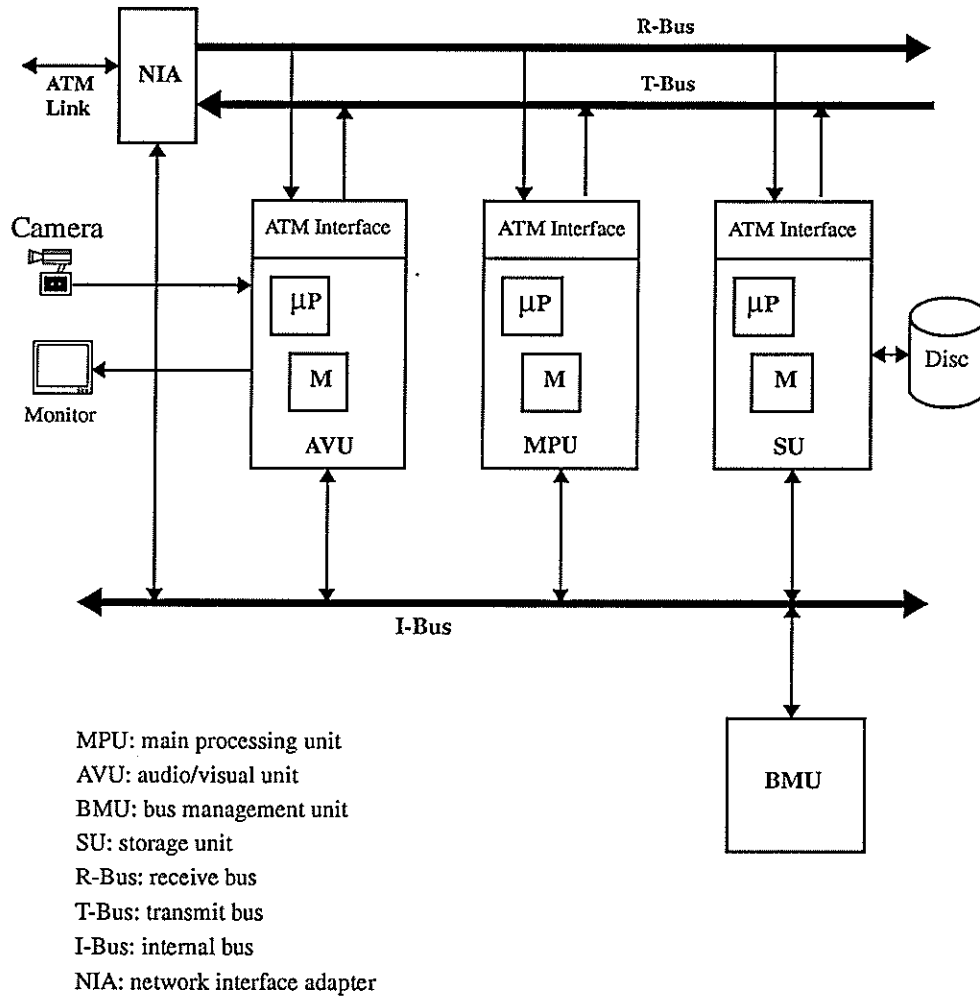 R-Bus
NIA
ATM
Link
T-Bus
Camera
ATM Interface
ATM Interface
ATM Interface
μP
μP
μP
M
M
M
Disc
Monitor
AVU
MPU
SU
I-Bus
BMU
MPU: main processing unit
AVU: audio/visual unit
BMU: bus management unit
SU: storage unit
R-Bus: receive bus
T-Bus: transmit bus
I-Bus: internal bus
NIA: network interface adapter